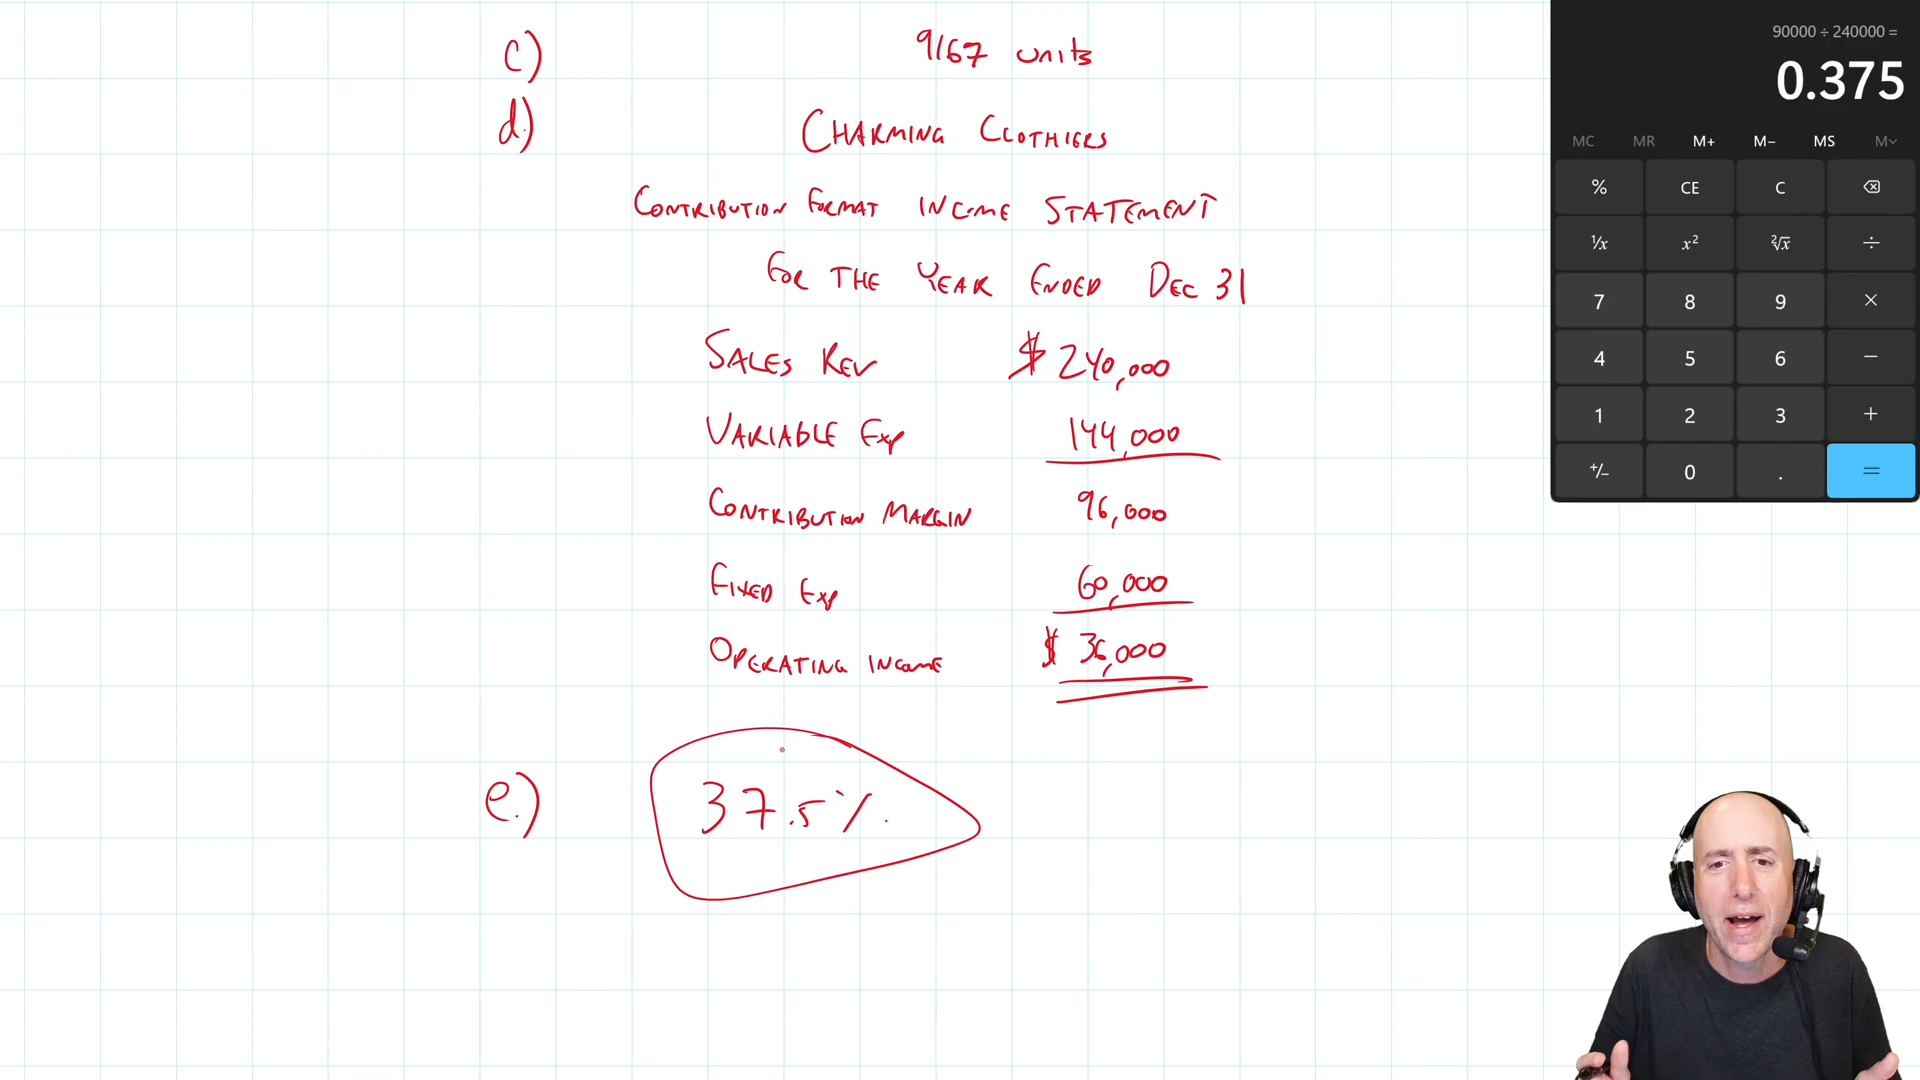 c) 9167 units
d.) CHARMING CLOTHIERS
CONTRIBUTION FORMAT INCOME STATEMENT
FOR THE YEAR ENDED DEC 31
SALES REV $ 240,000
VARIABLE EXP 144,000
CONTRIBUTION MARGIN 96,000
FIXED EXP 60,000
OPERATING INCOME $ 36,000
e.) 37.5%
90000 ÷ 240000 =
0.375
MC MR M+ M− MS M˅
% CE C ⌫
1/x x² ²√x ÷
7 8 9 ×
4 5 6 −
1 2 3 +
+/− 0 . =